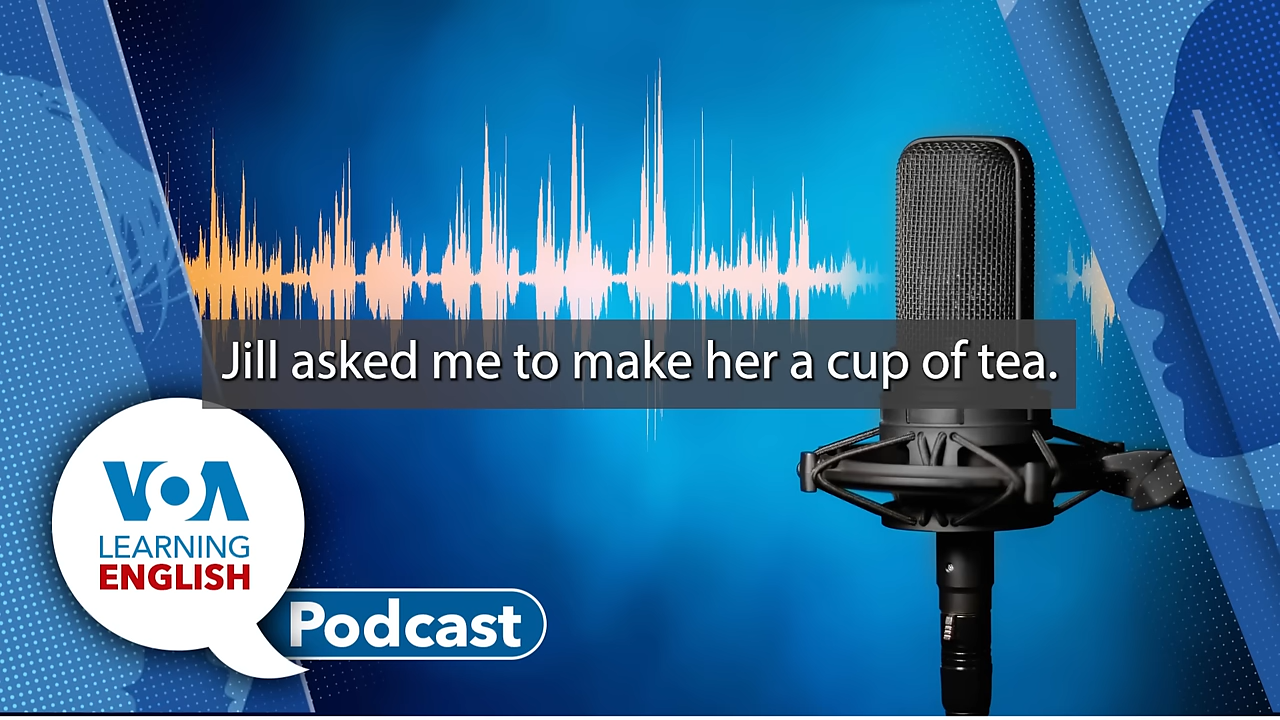 Jill asked me to make her a cup of tea.
VOA
LEARNING
ENGLISH
Podcast